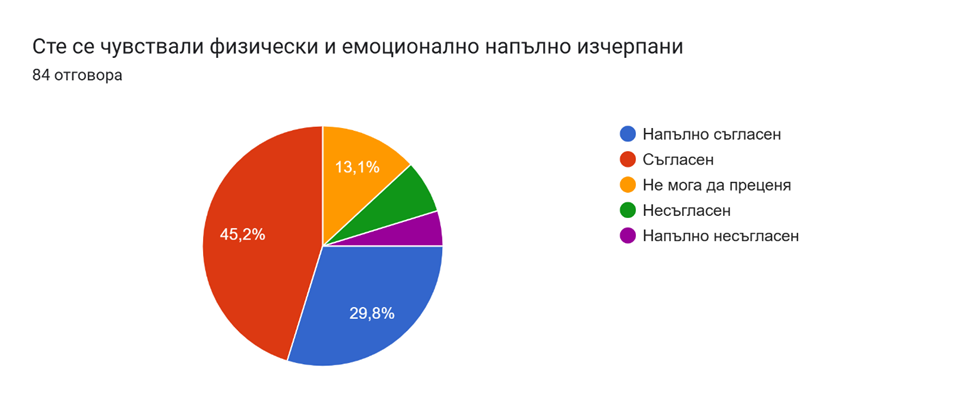 Сте се чувствали физически и емоционално напълно изчерпани
84 отговора
13,1%
45,2%
29,8%
Напълно съгласен
Съгласен
Не мога да преценя
Несъгласен
Напълно несъгласен